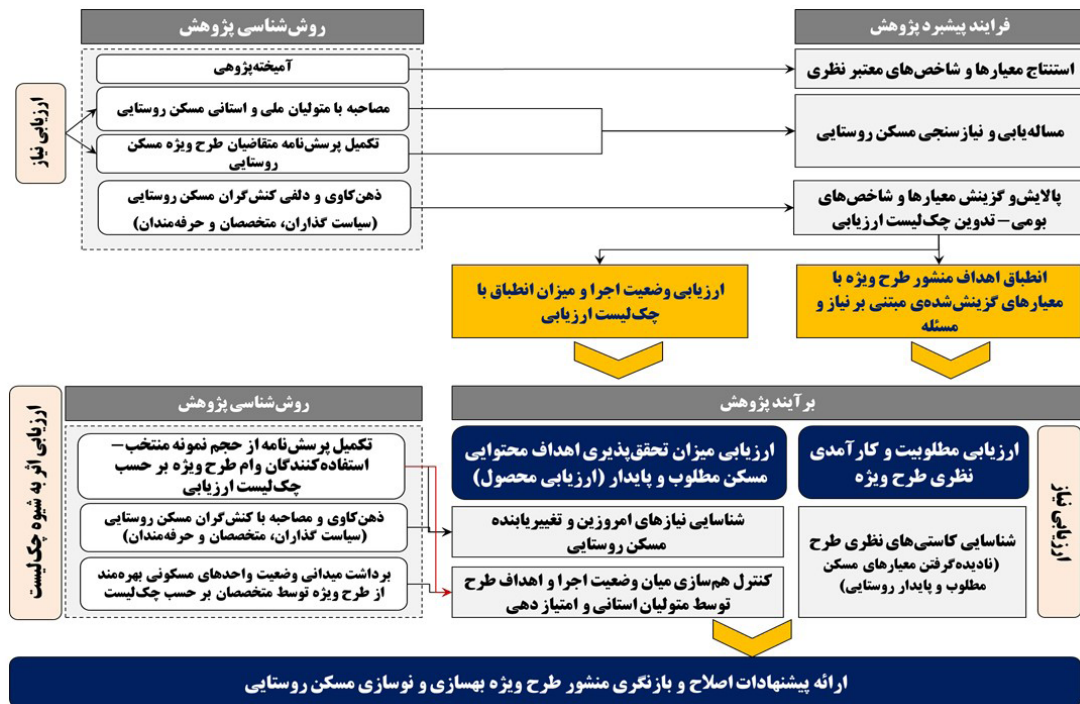 فرایند پیشبرد پژوهش
روش‌شناسی پژوهش
ارزیابی نیاز
آمیخته‌پژوهی
استنتاج معیارها و شاخص‌های معتبر نظری
مصاحبه با متولیان ملی و استانی مسکن روستایی
تکمیل پرسش‌نامه متقاضیان طرح ویژه مسکن
روستایی
مساله‌یابی و نیازسنجی مسکن روستایی
ذهن‌کاوی و دلفی کنش‌گران مسکن روستایی
(سیاست گذاران، متخصصان و حرفه‌مندان)
پالایش‌و گزینش معیارها و شاخص‌های
بومی – تدوین چک‌لیست ارزیابی
انطباق اهداف منشور طرح ویژه با
معیارهای گزینش‌شده‌ی مبتنی بر نیاز و
مسئله
ارزیابی وضعیت اجرا و میزان انطباق با
چک‌لیست ارزیابی
برآیند پژوهش
روش‌شناسی پژوهش
ارزیابی نیاز
ارزیابی مطلوبیت و کارآمدی
نظری طرح ویژه
ارزیابی میزان تحقق‌پذیری اهداف محتوایی
مسکن مطلوب و پایدار (ارزیابی محصول)
شناسایی کاستی‌های نظری طرح
(نادیده‌گرفتن معیارهای مسکن
مطلوب و پایدار روستایی)
شناسایی نیازهای امروزین و تغییریابنده
مسکن روستایی
کنترل هم‌سازی میان وضعیت اجرا و اهداف طرح
توسط متولیان استانی و امتیاز دهی
تکمیل پرسش‌نامه از حجم نمونه منتخب –
استفاده‌کنندگان وام طرح ویژه بر حسب
چک‌لیست ارزیابی
ذهن‌کاوی و مصاحبه با کنش‌گران مسکن روستایی
(سیاست گذاران، متخصصان و حرفه‌مندان)
برداشت میدانی وضعیت واحدهای مسکونی بهره‌مند
از طرح ویژه توسط متخصصان بر حسب چک‌لیست
ارزیابی اثر به شیوه چک‌لیست
ارائه پیشنهادات اصلاح و بازنگری منشور طرح ویژه بهسازی و نوسازی مسکن روستایی